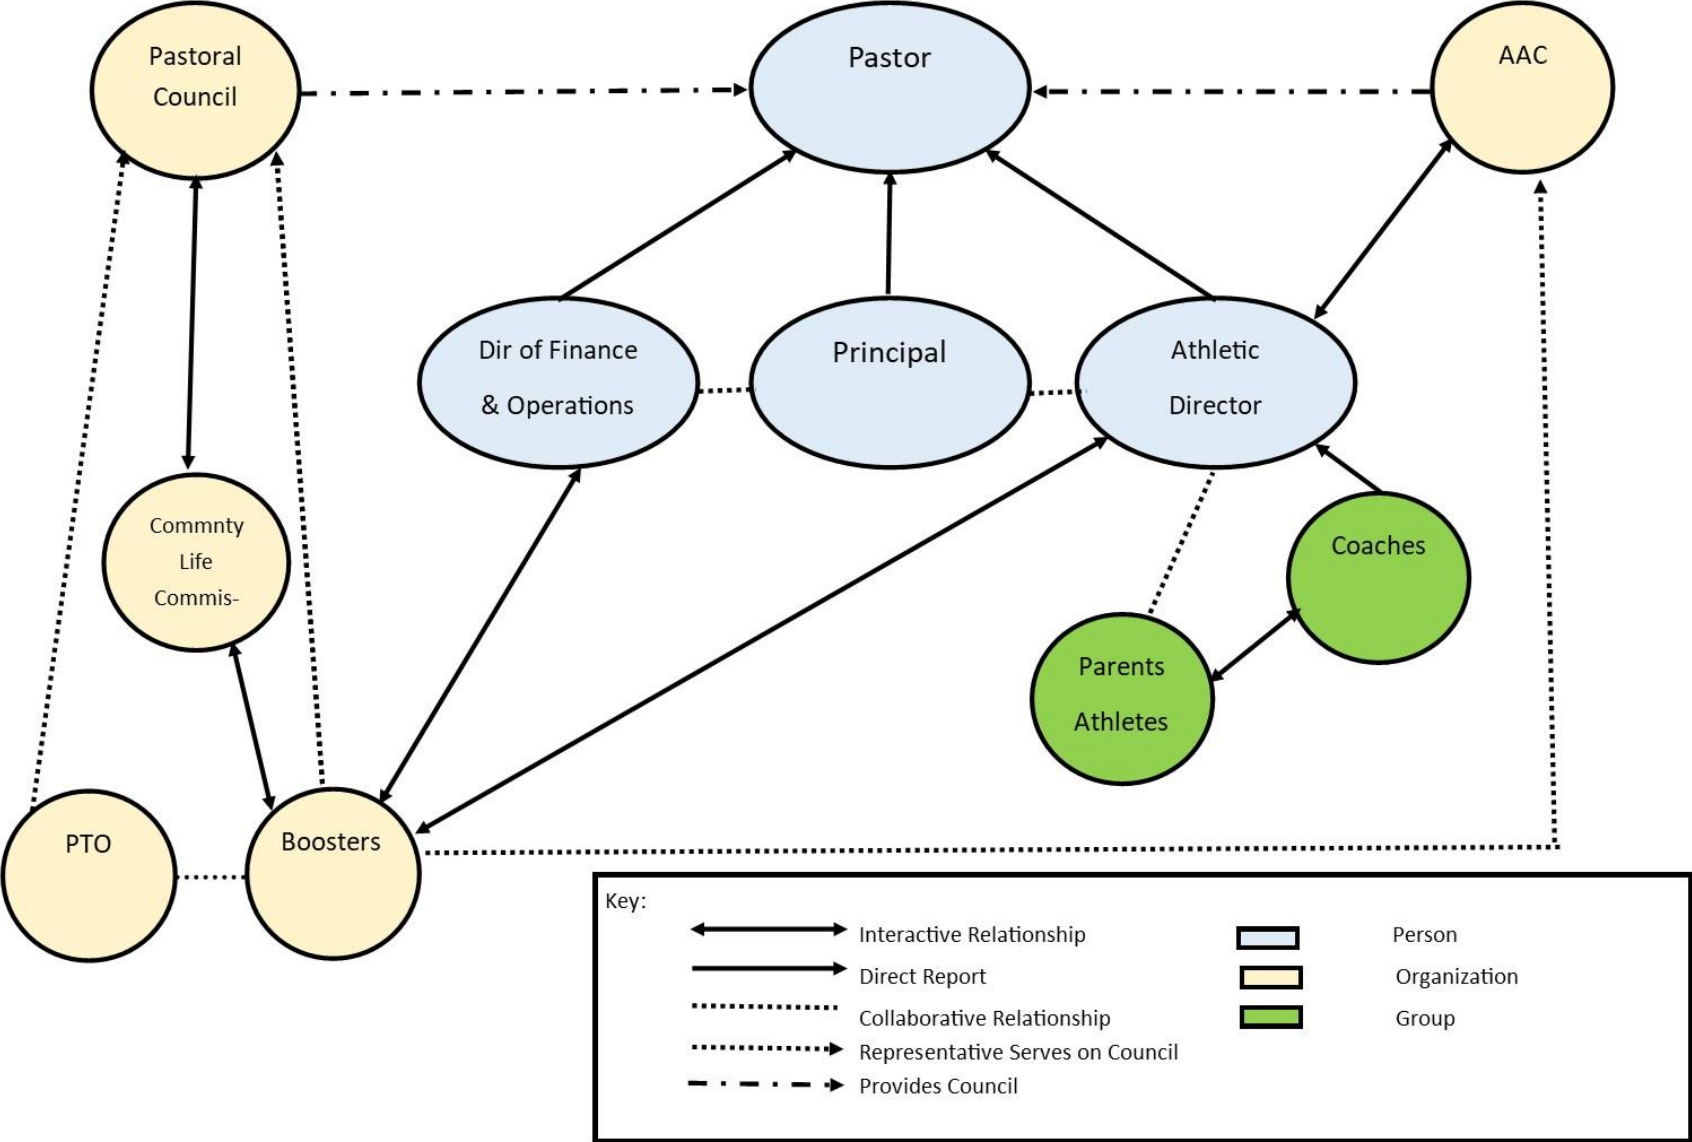 Pastoral
Council
Pastor
AAC
Dir of Finance
& Operations
Principal
Athletic
Director
Commnty
Life
Commis-
Coaches
Parents
Athletes
PTO
Boosters
Key:
Interactive Relationship
Direct Report
Collaborative Relationship
Representative Serves on Council
Provides Council
Person
Organization
Group